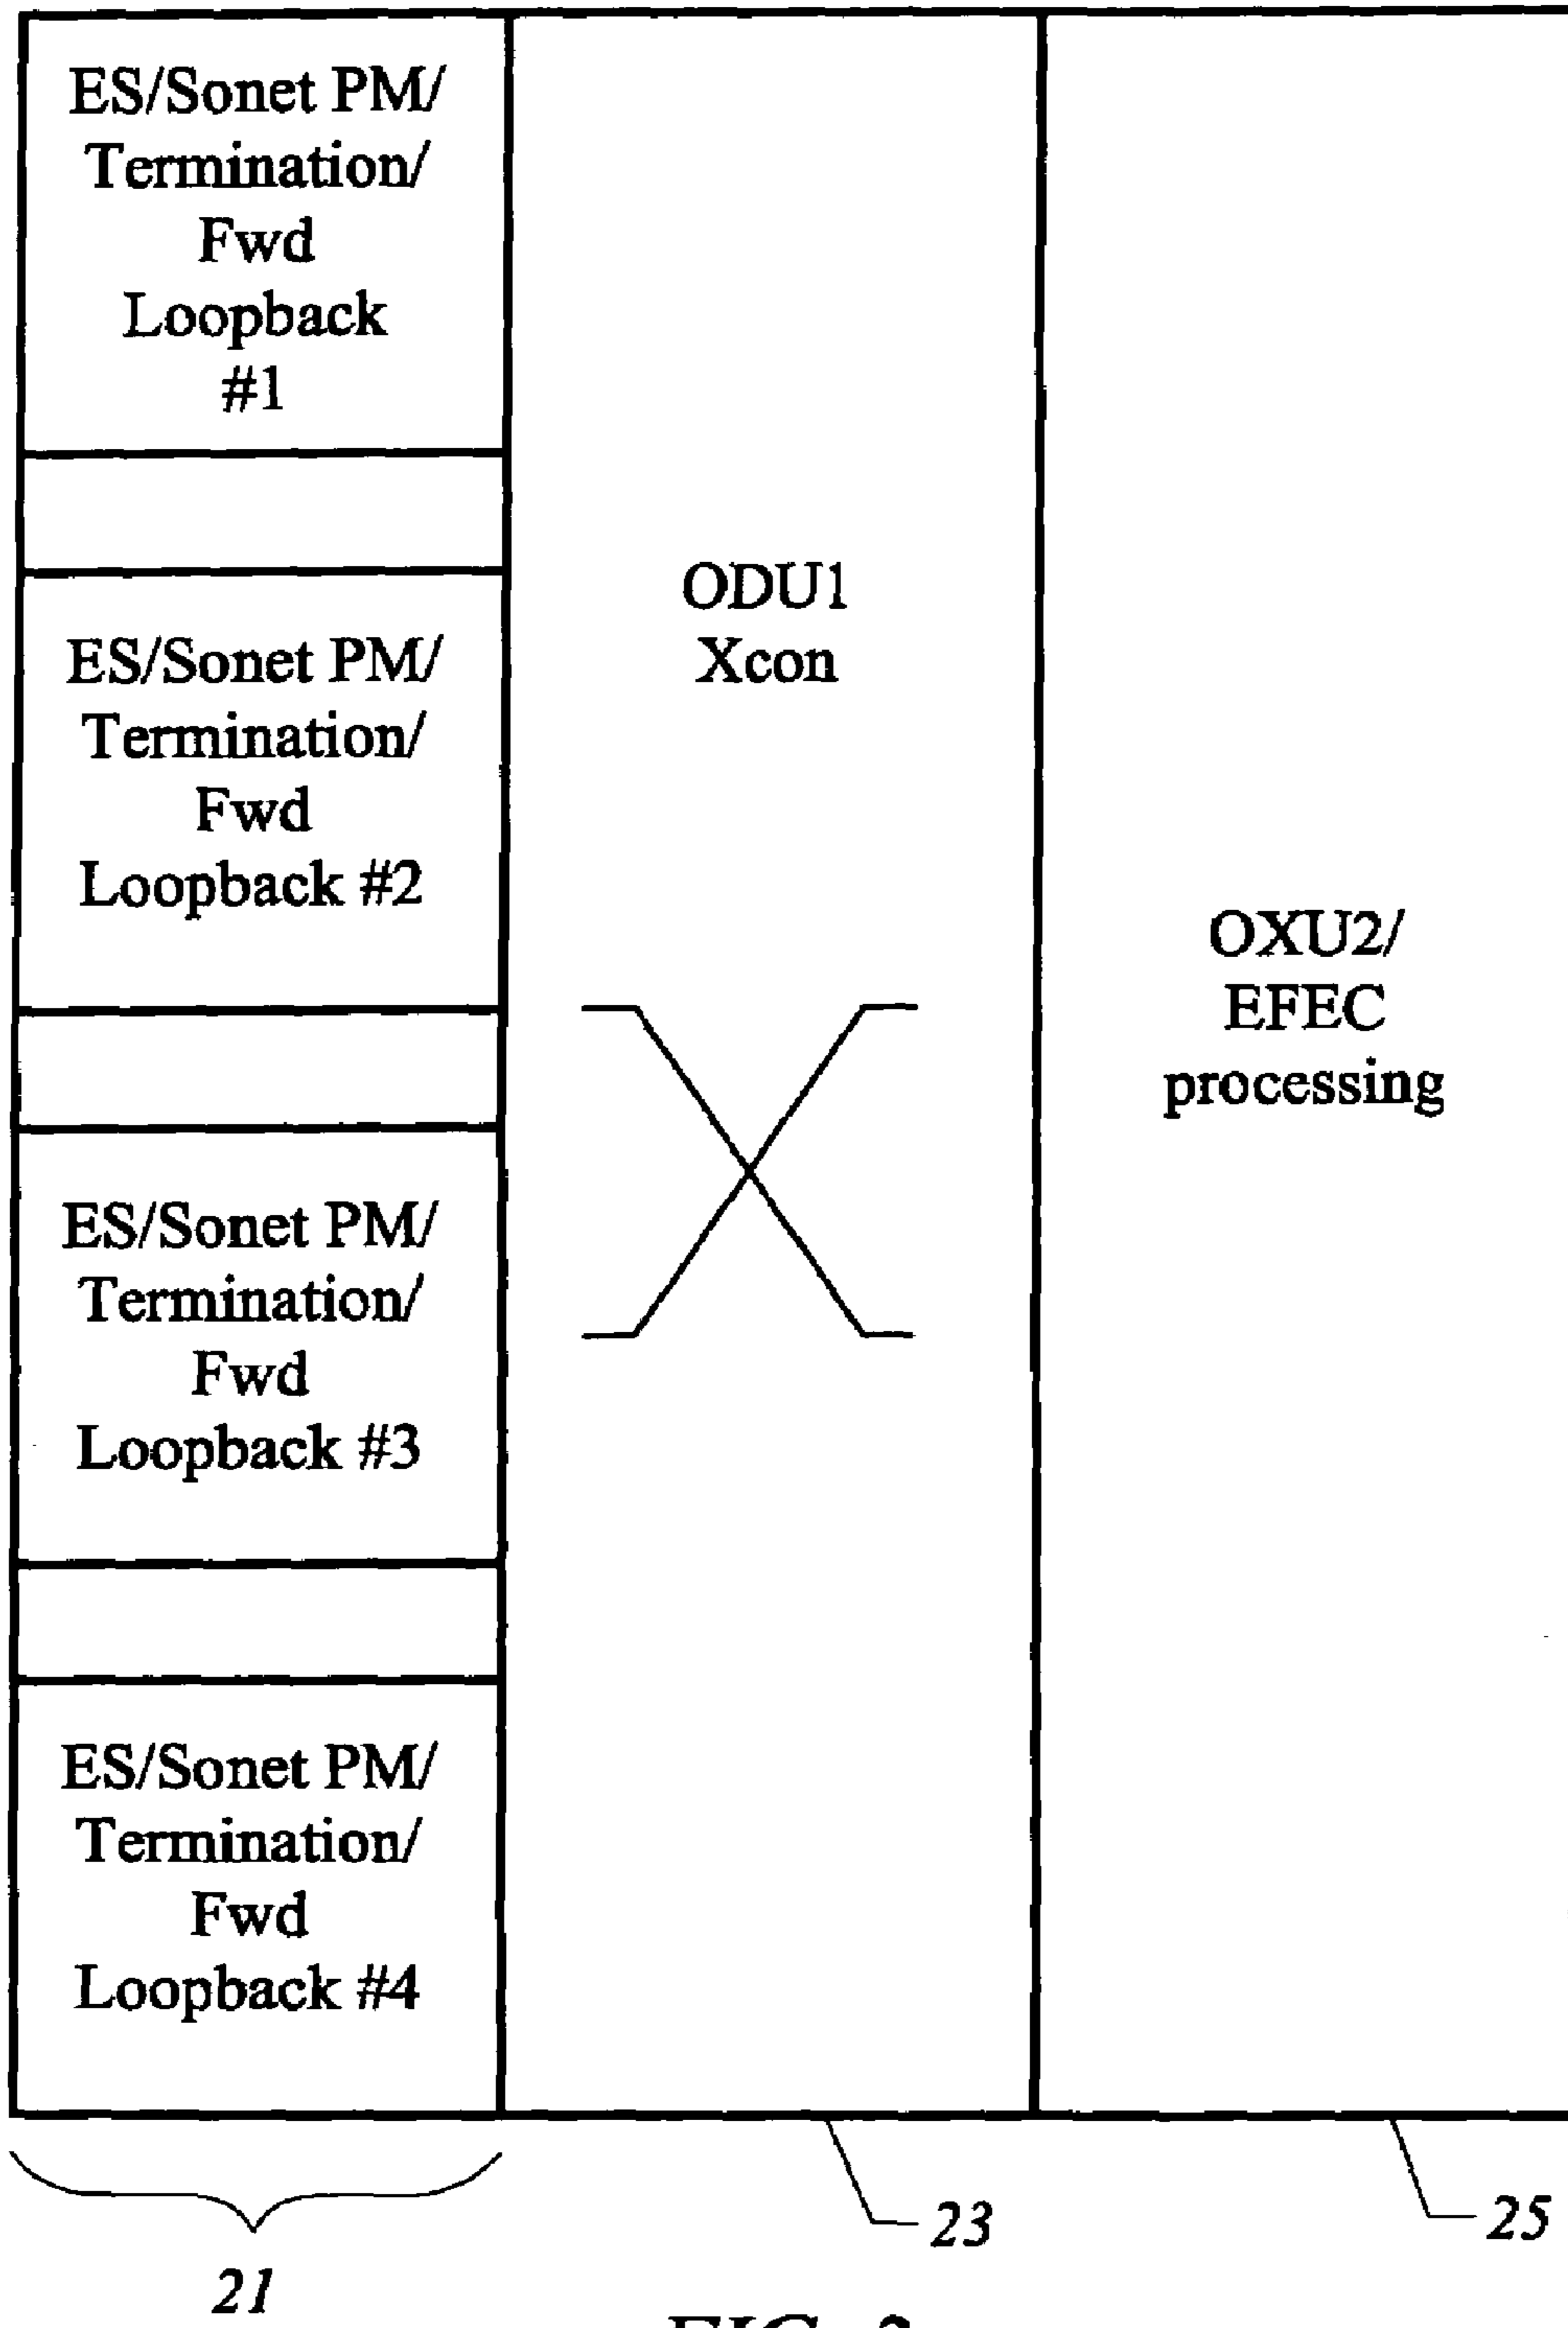 ES/Sonet PM/
Termination/
Fwd
Loopback
#1
ES/Sonet PM/
Termination/
Fwd
Loopback #2
ES/Sonet PM/
Termination/
Fwd
Loopback #3
ES/Sonet PM/
Termination/
Fwd
Loopback #4
ODU1
Xcon
OXU2/
EFEC
processing
21
23
25
FIG.